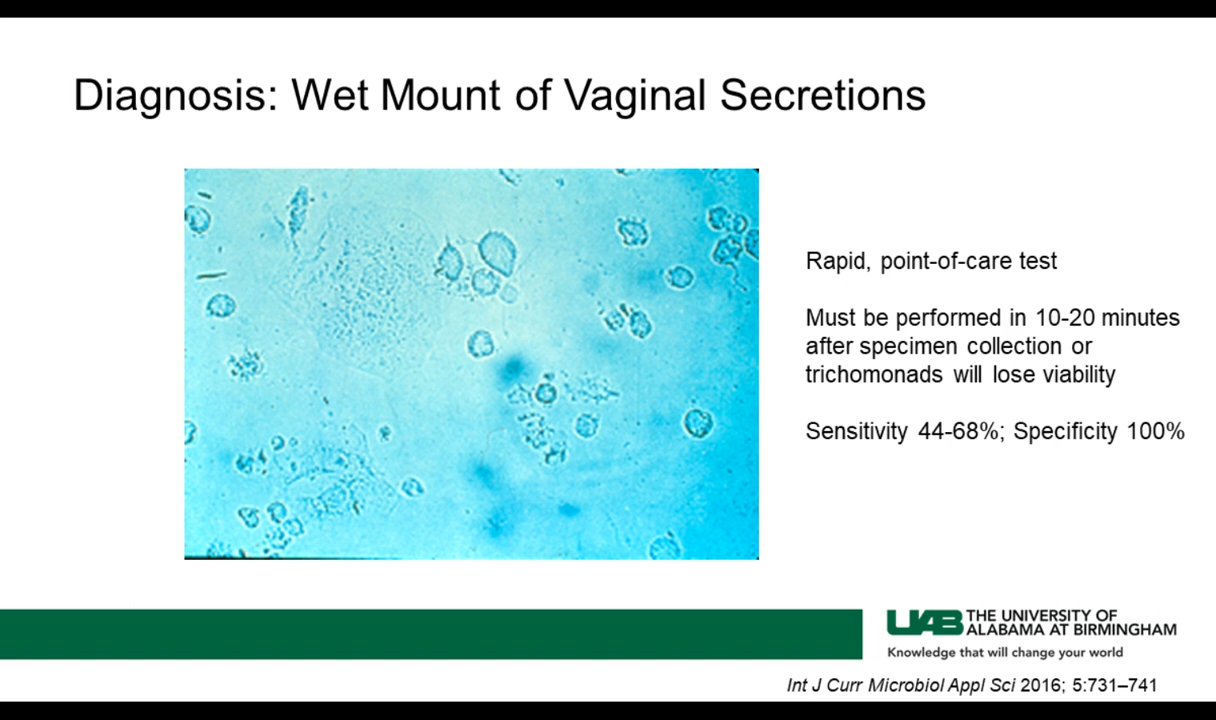 Diagnosis: Wet Mount of Vaginal Secretions
Rapid, point-of-care test
Must be performed in 10-20 minutes
after specimen collection or
trichomonads will lose viability
Sensitivity 44-68%; Specificity 100%
UAB THE UNIVERSITY OF
ALABAMA AT BIRMINGHAM
Knowledge that will change your world
Int J Curr Microbiol Appl Sci 2016; 5:731–741